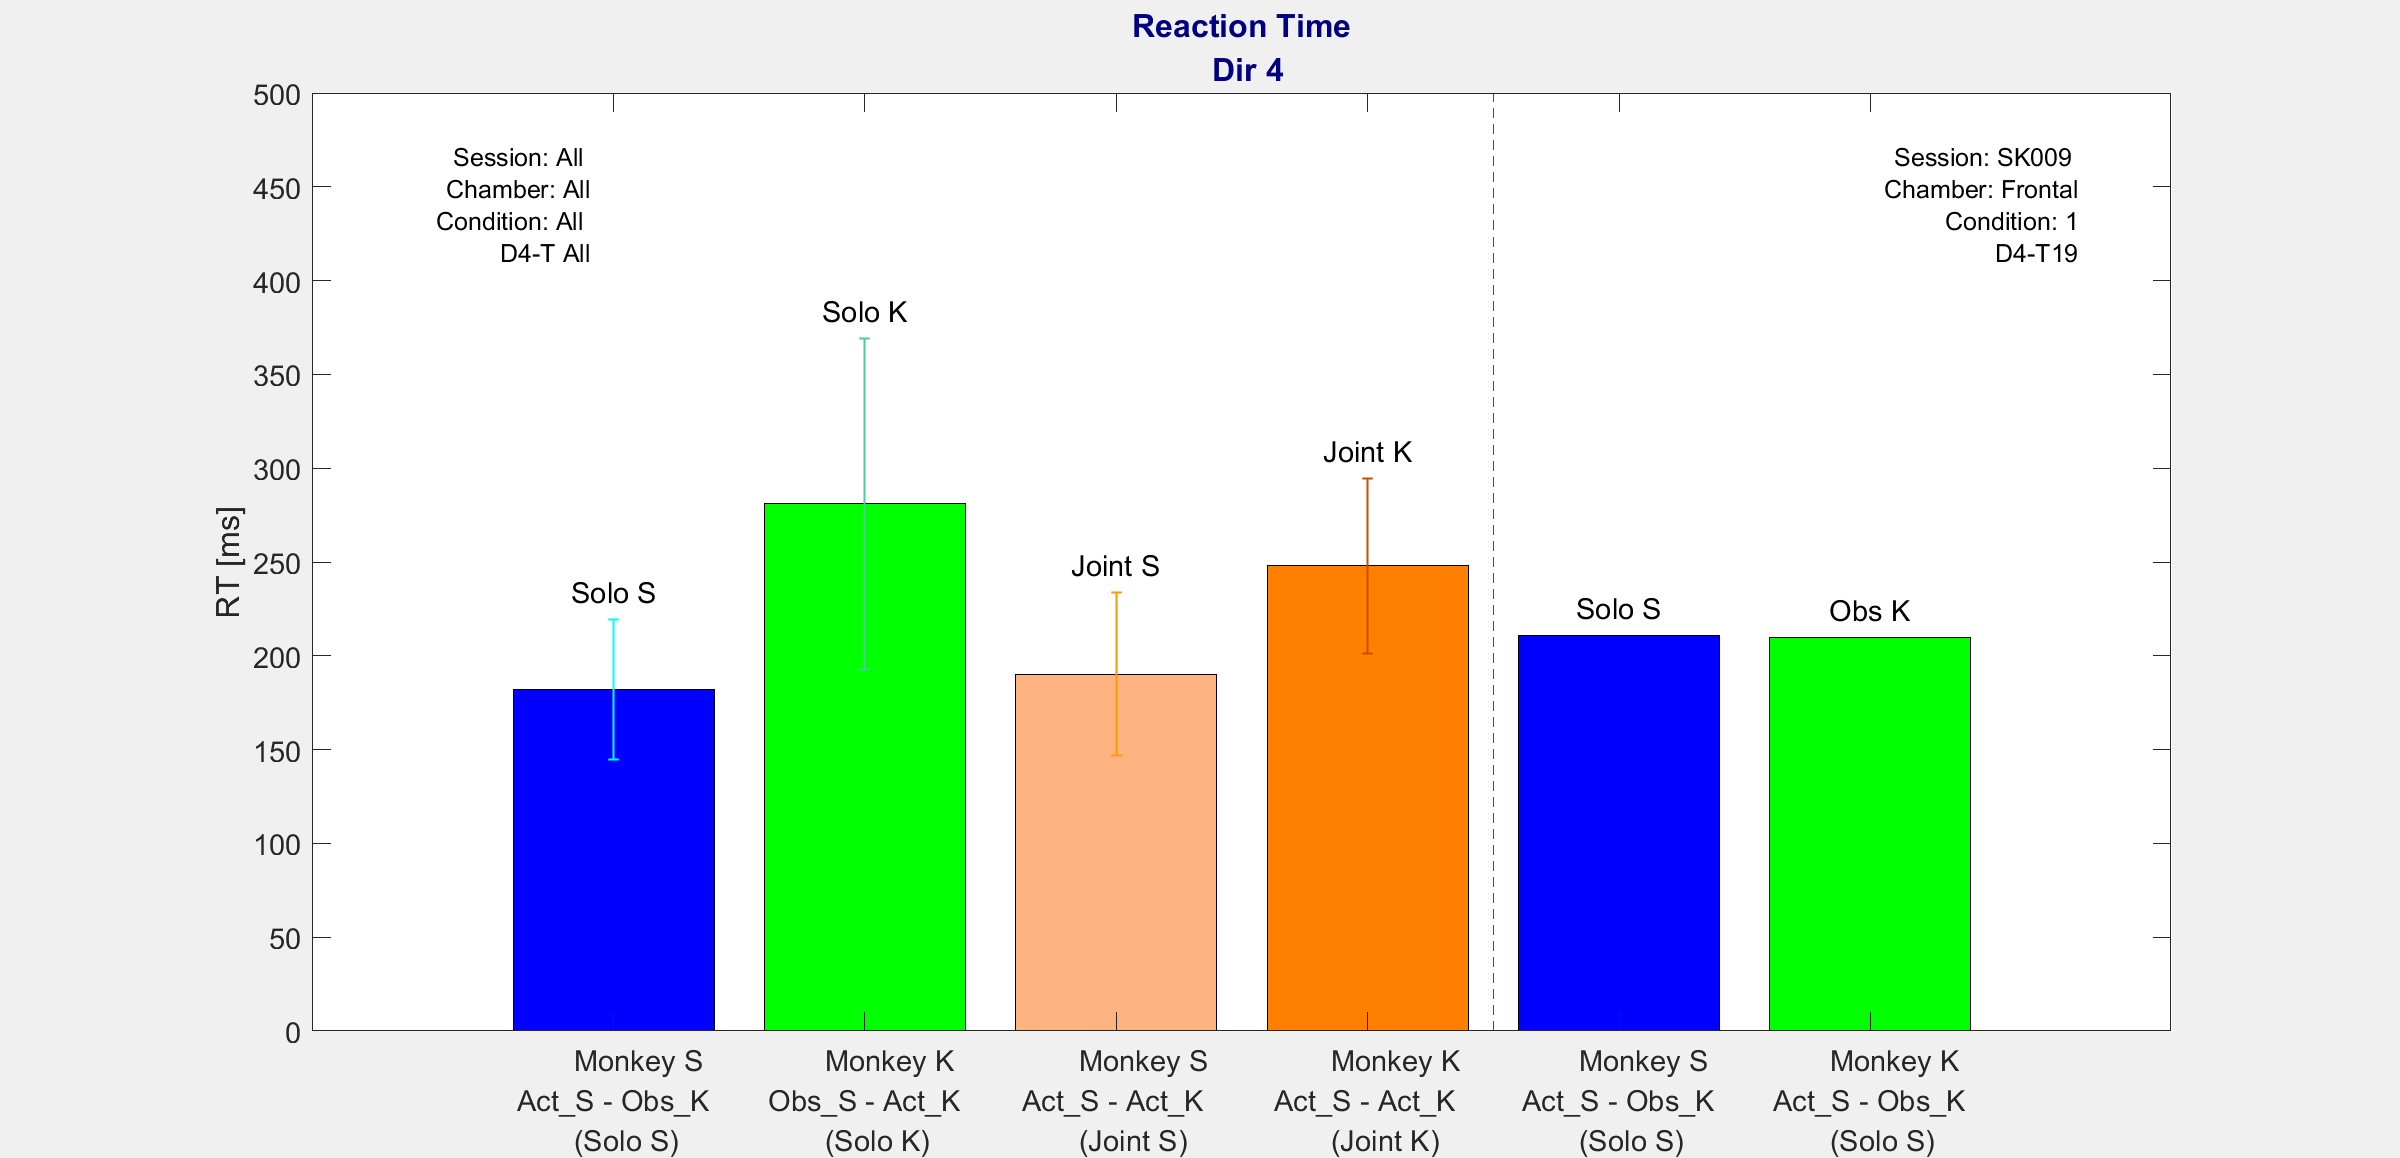 Reaction Time
Dir 4
500
450
400
350
300
250
200
150
100
50
0
RT [ms]
Session: All
Chamber: All
Condition: All
D4-T All
Session: SK009
Chamber: Frontal
Condition: 1
D4-T19
Solo S
Solo K
Joint S
Joint K
Solo S
Obs K
Monkey S
Act_S - Obs_K
(Solo S)
Monkey K
Obs_S - Act_K
(Solo K)
Monkey S
Act_S - Act_K
(Joint S)
Monkey K
Act_S - Act_K
(Joint K)
Monkey S
Act_S - Obs_K
(Solo S)
Monkey K
Act_S - Obs_K
(Solo S)